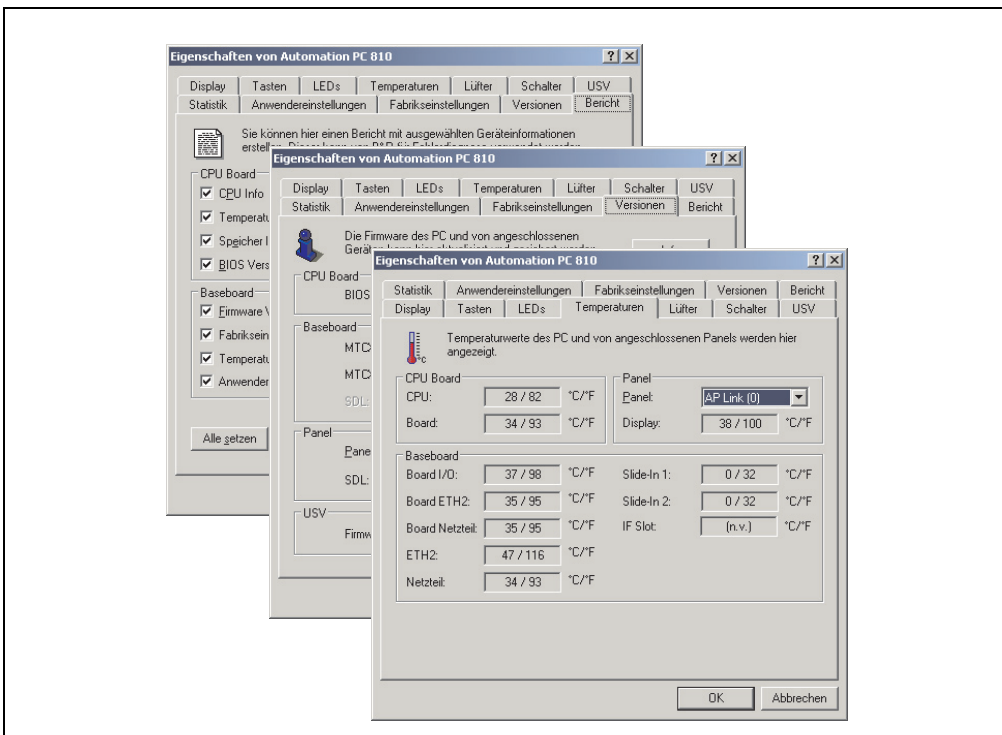 Eigenschaften von Automation PC 810
Display Tasten LEDs Temperaturen Lüfter Schalter USV
Statistik Anwendereinstellungen Fabrikseinstellungen Versionen Bericht
Sie können hier einen Bericht mit ausgewählten Geräteinformationen
CPU Board
CPU Info
Speicher
BIOS
Baseboard
Firmware
Alle setzen
Eigenschaften von Automation PC 810
Display Tasten LEDs Temperaturen Lüfter Schalter USV
Statistik Anwendereinstellungen Fabrikseinstellungen Versionen Bericht
Die Firmware des PC und von angeschlossenen
CPU Board
BIOS
Baseboard
SDL:
Panel
SDL:
USV
Eigenschaften von Automation PC 810
Statistik Anwendereinstellungen Fabrikseinstellungen Versionen Bericht
Display Tasten LEDs Temperaturen Lüfter Schalter USV
°C
Temperaturwerte des PC und von angeschlossenen Panels werden hier
angezeigt.
CPU Board
CPU: 28 / 82 °C/°F
Board: 34 / 93 °C/°F
Panel
Panel: AP Link (0)
Display: 38 / 100 °C/°F
Baseboard
Board I/O: 37 / 98 °C/°F
Board ETH2: 35 / 95 °C/°F
Board Netzteil: 35 / 95 °C/°F
ETH2: 47 / 116 °C/°F
Netzteil: 34 / 93 °C/°F
Slide-In 1: 0 / 32 °C/°F
Slide-In 2: 0 / 32 °C/°F
IF Slot: (n.v.) °C/°F
OK Abbrechen